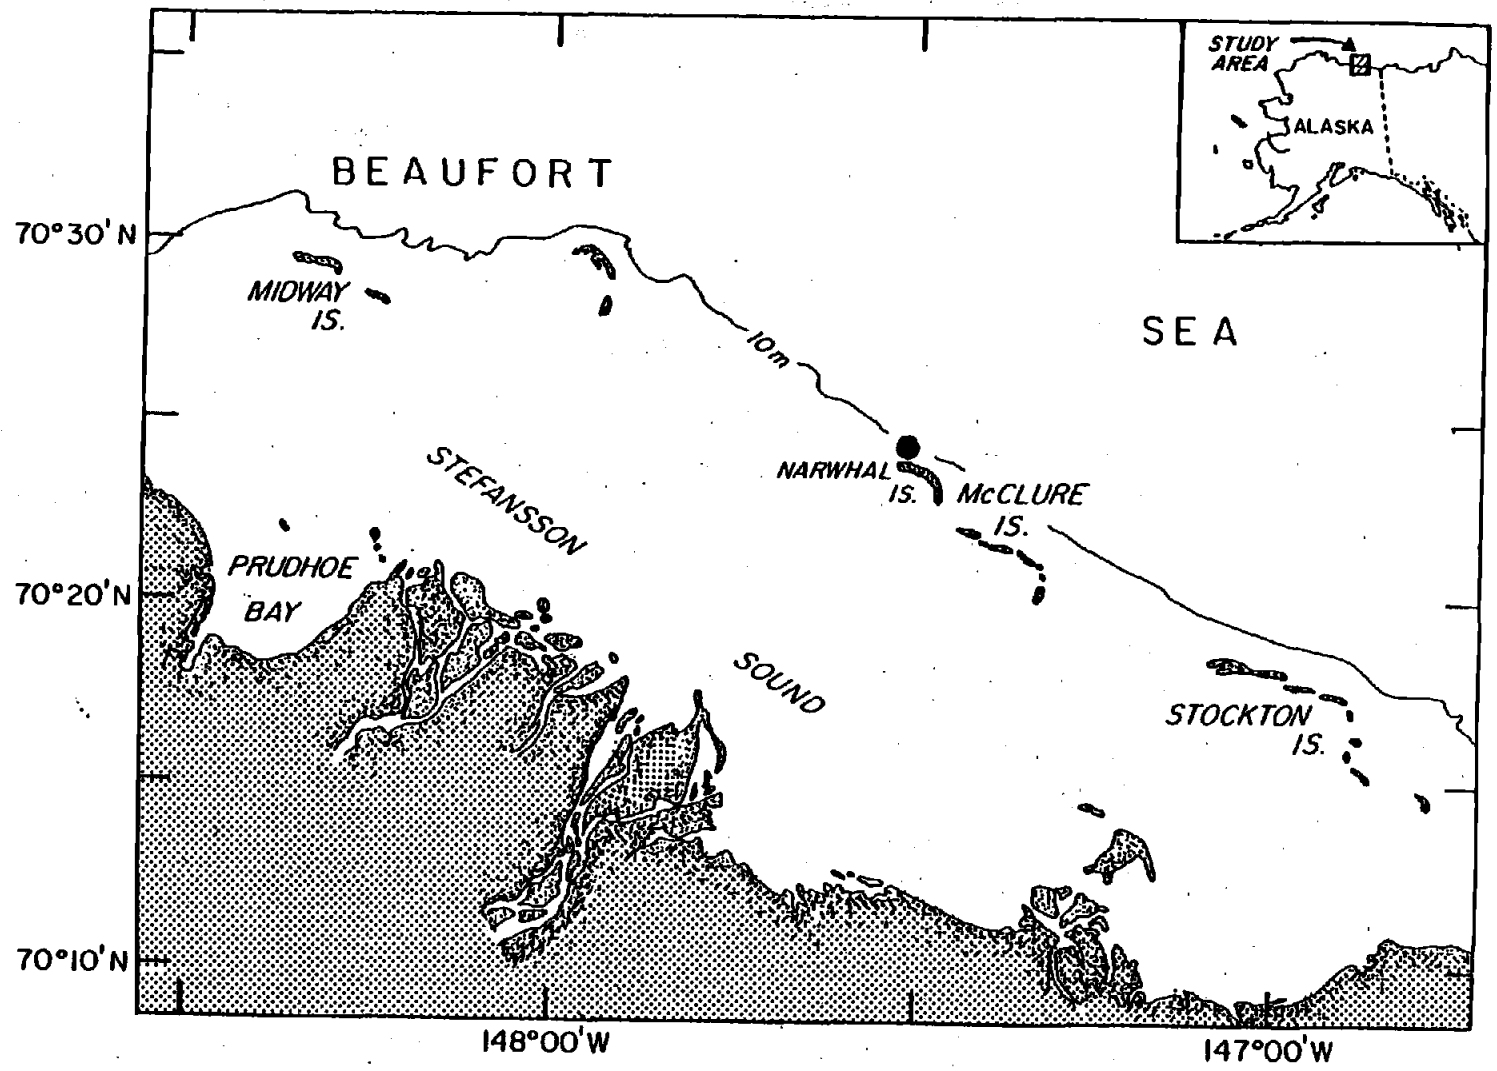 STUDY
AREA
ALASKA
BEAUFORT
70°30'N
MIDWAY
IS.
SEA
10m
STEFANSSON
NARWHAL
IS.
McCLURE
IS.
PRUDHOE
BAY
70°20'N
SOUND
STOCKTON
IS.
70°10'N
148°00'W
147°00'W